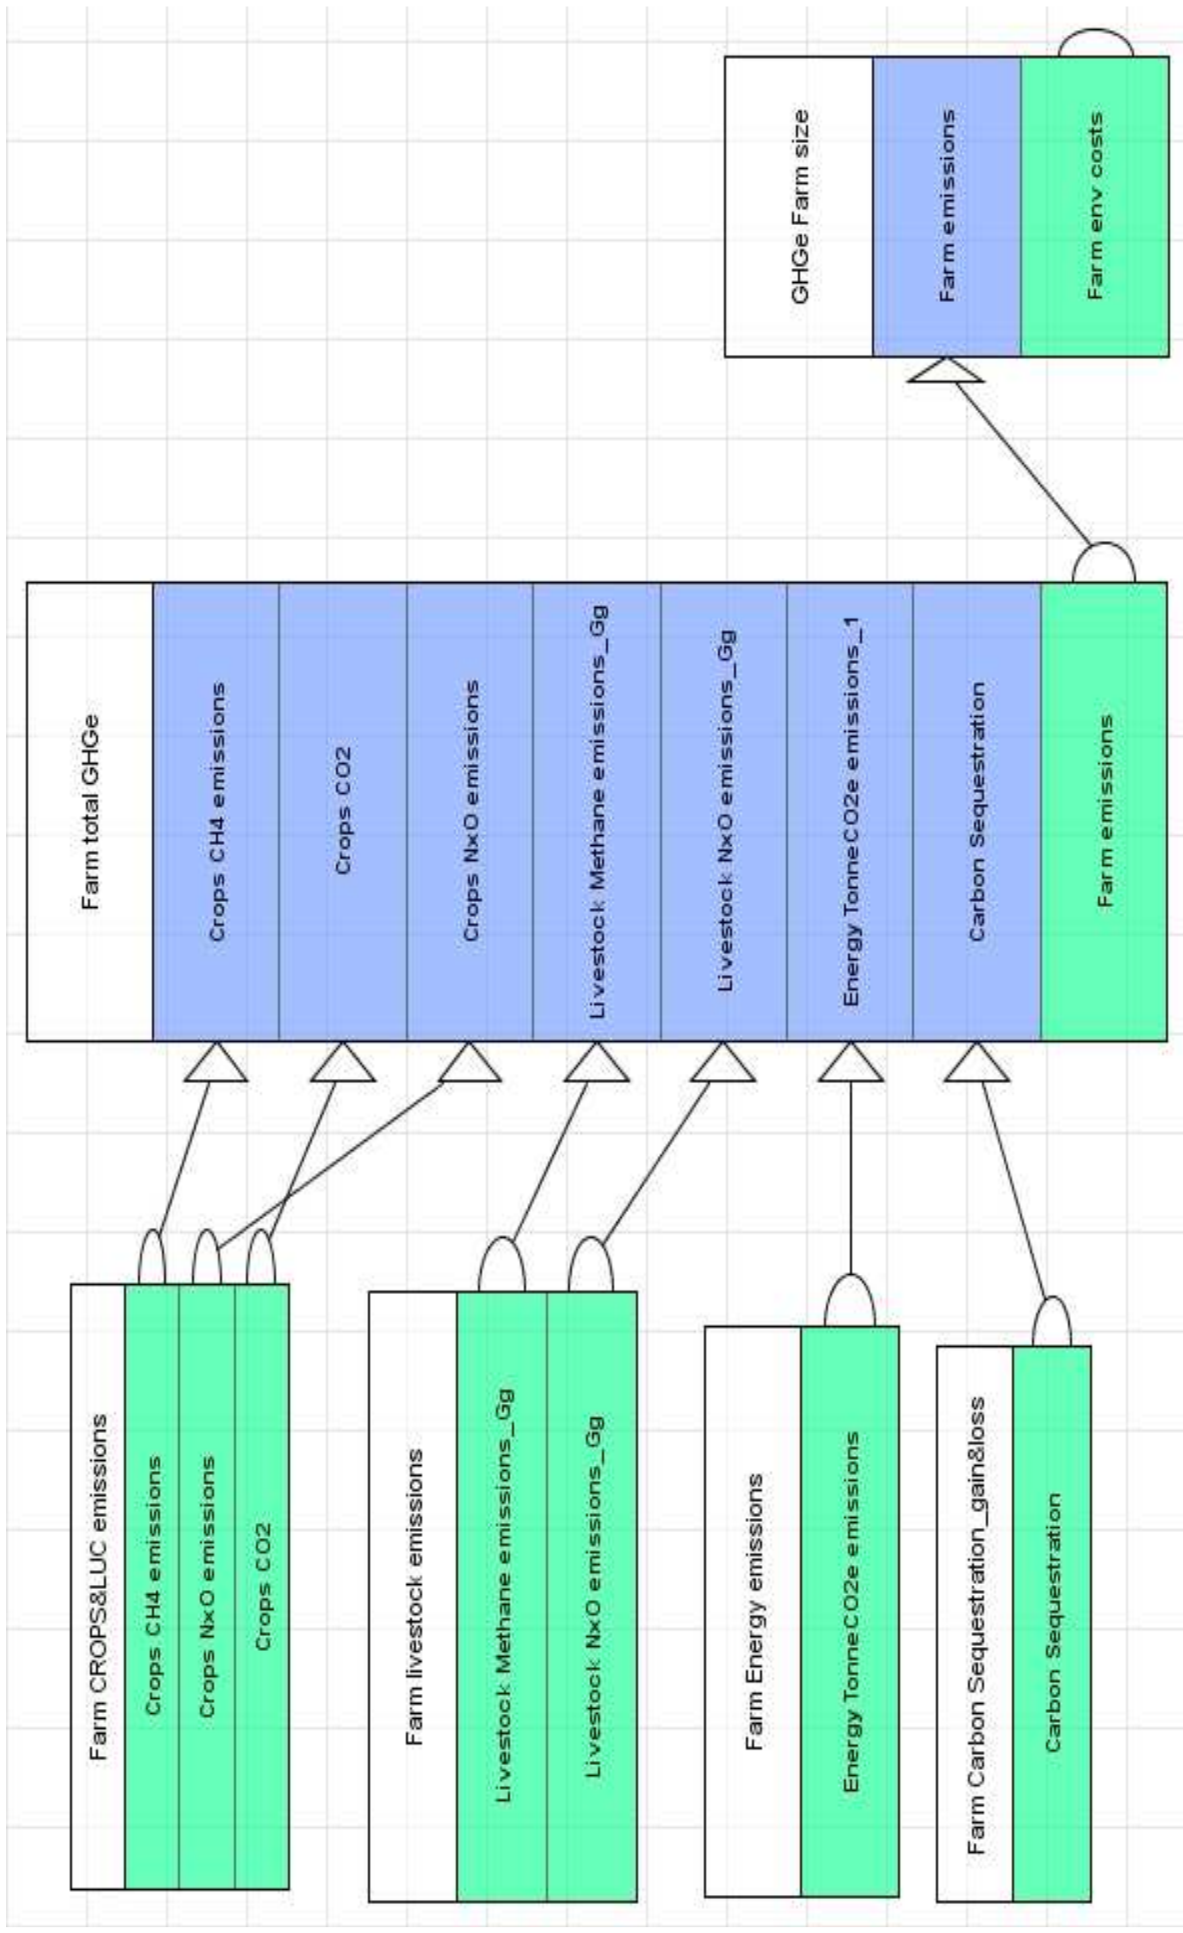 Farm CROPS&LUC emissions
Crops CH4 emissions
Crops NxO emissions
Crops CO2
Farm livestock emissions
Livestock Methane emissions_Gg
Livestock NxO emissions_Gg
Farm Energy emissions
Energy TonneCO2e emissions
Farm Carbon Sequestration_gain&loss
Carbon Sequestration
Farm total GHGe
Crops CH4 emissions
Crops CO2
Crops NxO emissions
Livestock Methane emissions_Gg
Livestock NxO emissions_Gg
Energy TonneCO2e emissions_1
Carbon Sequestration
Farm emissions
GHGe Farm size
Farm emissions
Farm env costs